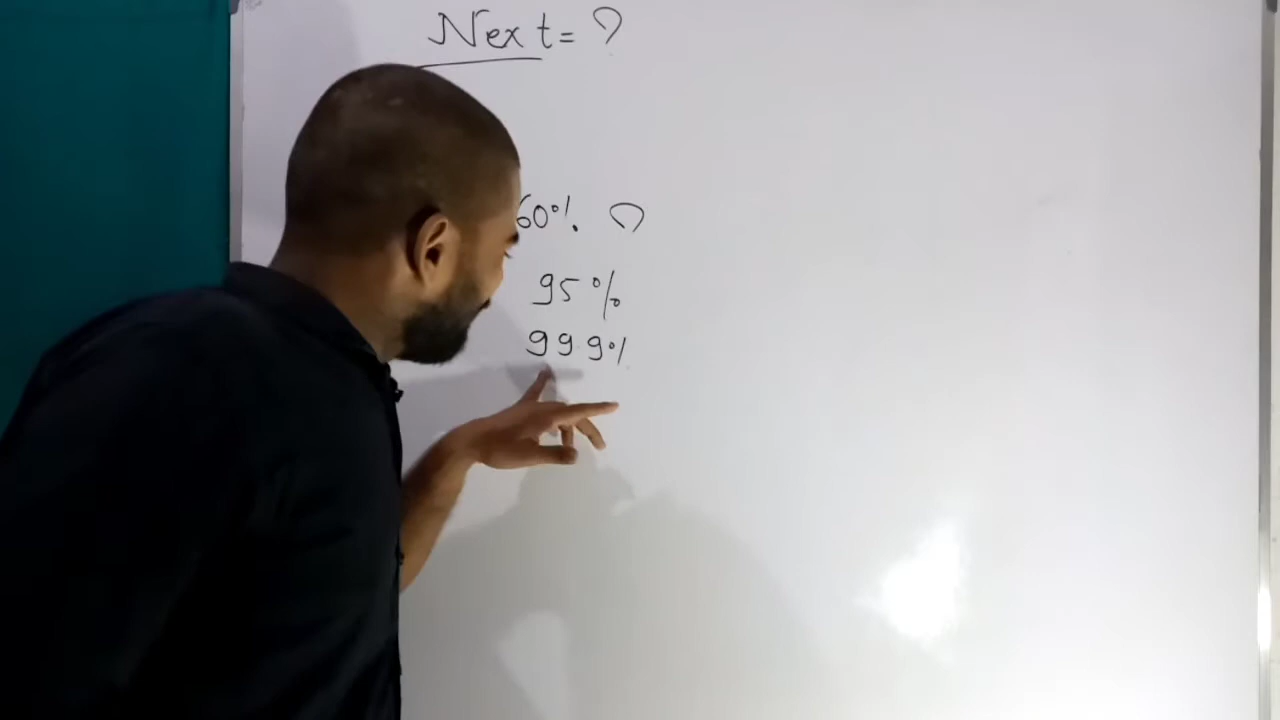 Next = ?
60% ?
95%
99.9%